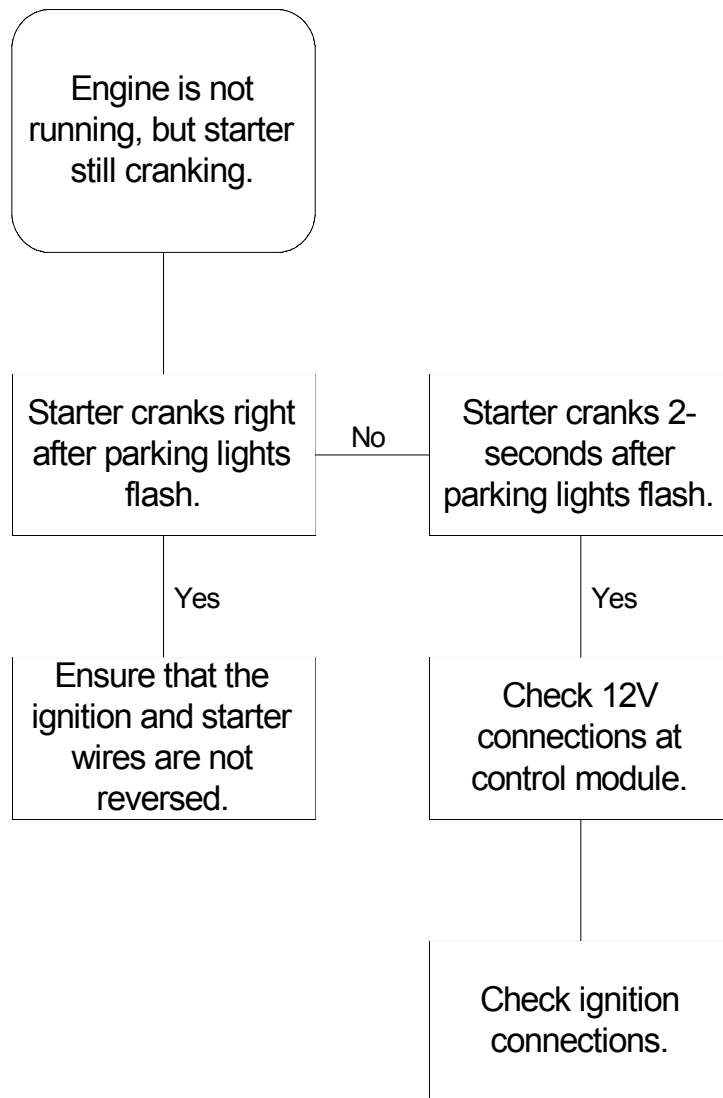 Engine is not
running, but starter
still cranking.
Starter cranks right
after parking lights
flash.
No
Starter cranks 2-
seconds after
parking lights flash.
Yes
Yes
Ensure that the
ignition and starter
wires are not
reversed.
Check 12V
connections at
control module.
Check ignition
connections.